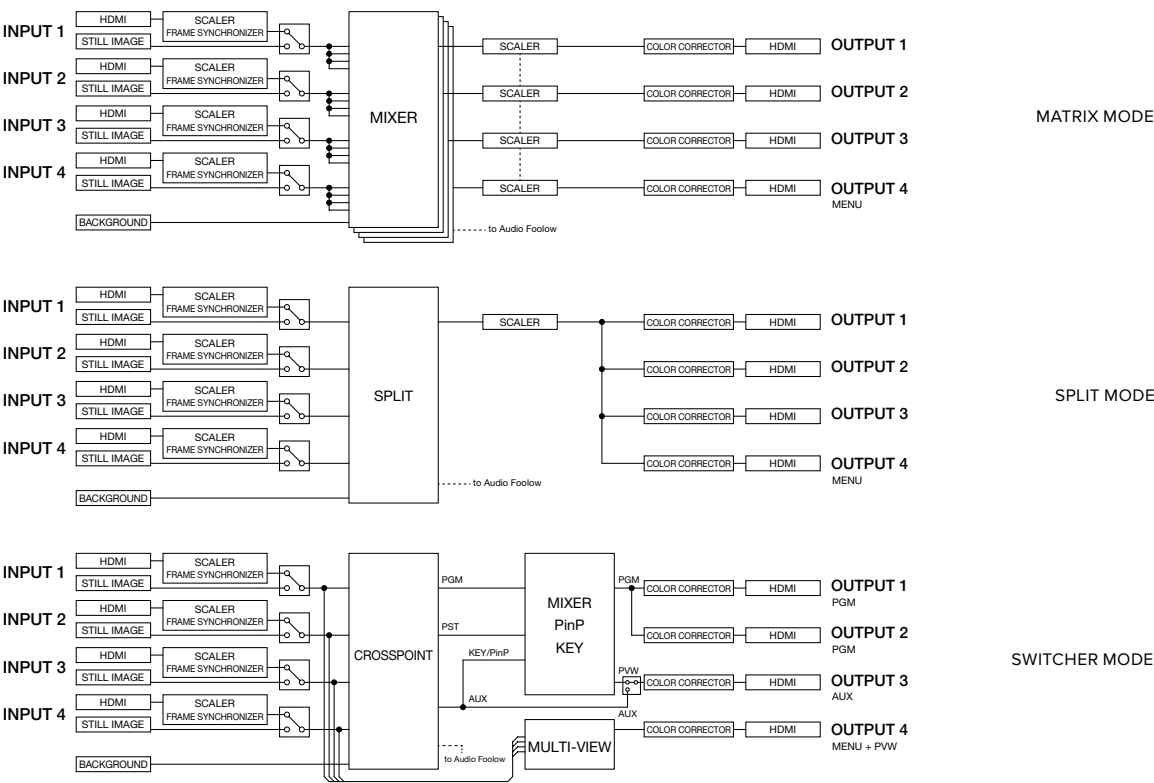 INPUT 1
HDMI
STILL IMAGE
SCALER
FRAME SYNCHRONIZER
INPUT 2
HDMI
STILL IMAGE
SCALER
FRAME SYNCHRONIZER
INPUT 3
HDMI
STILL IMAGE
SCALER
FRAME SYNCHRONIZER
INPUT 4
HDMI
STILL IMAGE
SCALER
FRAME SYNCHRONIZER
BACKGROUND
MIXER
to Audio Foolow
SCALER
COLOR CORRECTOR
HDMI
OUTPUT 1
SCALER
COLOR CORRECTOR
HDMI
OUTPUT 2
SCALER
COLOR CORRECTOR
HDMI
OUTPUT 3
SCALER
COLOR CORRECTOR
HDMI
OUTPUT 4
MENU
MATRIX MODE
INPUT 1
HDMI
STILL IMAGE
SCALER
FRAME SYNCHRONIZER
INPUT 2
HDMI
STILL IMAGE
SCALER
FRAME SYNCHRONIZER
INPUT 3
HDMI
STILL IMAGE
SCALER
FRAME SYNCHRONIZER
INPUT 4
HDMI
STILL IMAGE
SCALER
FRAME SYNCHRONIZER
BACKGROUND
SPLIT
to Audio Foolow
SCALER
COLOR CORRECTOR
HDMI
OUTPUT 1
COLOR CORRECTOR
HDMI
OUTPUT 2
COLOR CORRECTOR
HDMI
OUTPUT 3
COLOR CORRECTOR
HDMI
OUTPUT 4
MENU
SPLIT MODE
INPUT 1
HDMI
STILL IMAGE
SCALER
FRAME SYNCHRONIZER
INPUT 2
HDMI
STILL IMAGE
SCALER
FRAME SYNCHRONIZER
INPUT 3
HDMI
STILL IMAGE
SCALER
FRAME SYNCHRONIZER
INPUT 4
HDMI
STILL IMAGE
SCALER
FRAME SYNCHRONIZER
BACKGROUND
CROSSPOINT
to Audio Foolow
PGM
PST
KEY/PinP
AUX
MIXER
PinP
KEY
MULTI-VIEW
PGM
PVW
AUX
COLOR CORRECTOR
HDMI
OUTPUT 1
PGM
COLOR CORRECTOR
HDMI
OUTPUT 2
PGM
COLOR CORRECTOR
HDMI
OUTPUT 3
AUX
COLOR CORRECTOR
HDMI
OUTPUT 4
MENU + PVW
SWITCHER MODE